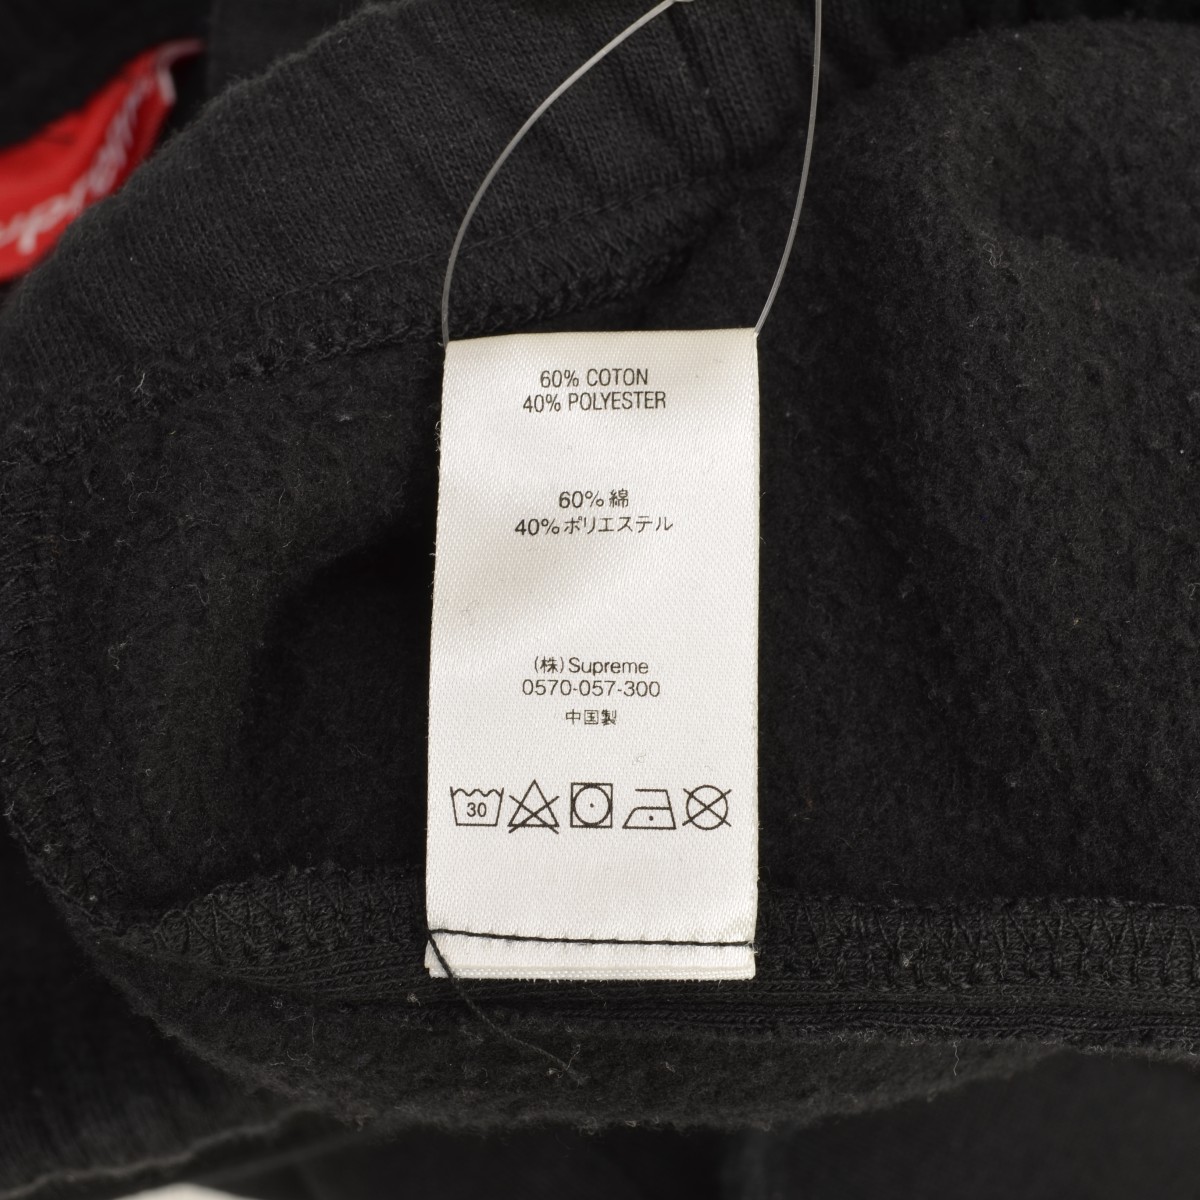 Supreme
60% COTON
40% POLYESTER
60%綿
40%ポリエステル
(株)Supreme
0570-057-300
中国製
30